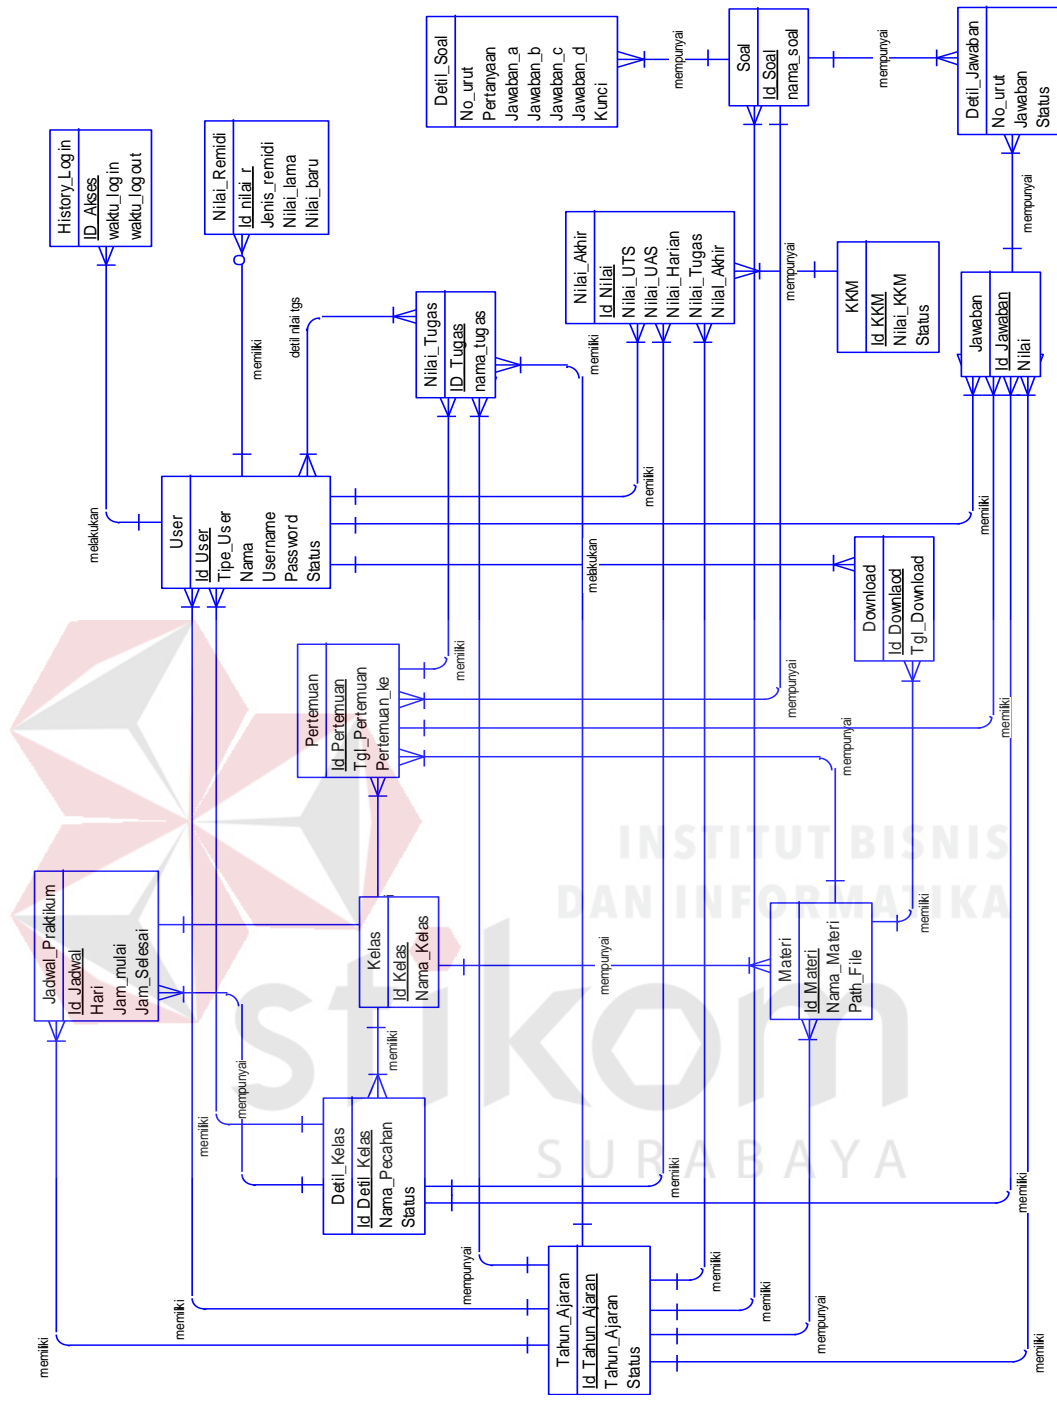 History_Login
ID_Akses
waktu_login
waktu_logout
Nilai_Remidi
Id_nilai_r
Jenis_remidi
Nilai_lama
Nilai_baru
Detil_Soal
No_urut
Pertanyaan
Jawaban_a
Jawaban_b
Jawaban_c
Jawaban_d
Kunci
Soal
Id_Soal
nama_soal
Detil_Jawaban
No_urut
Jawaban
Status
mempunyai
mempunyai
mempunyai
Nilai_Akhir
Id_Nilai
Nilai_UTS
Nilai_UAS
Nilai_Harian
Nilai_Tugas
Nilal_Akhir
mempunyai
KKM
Id_KKM
Nilai_KKM
Status
Jawaban
Id_Jawaban
Nilai
Nilai_Tugas
ID_Tugas
nama_tugas
detil nilai tgs
memiliki
memiliki
melakukan
User
Id_User
Tipe_User
Nama
Username
Password
Status
memiliki
memiliki
melakukan
Download
Id_Downlaod
Tgl_Download
Pertemuan
Id_Pertemuan
Tgl_Pertemuan
Pertemuan_ke
memiliki
mempunyai
mempunyai
memiliki
INSTITUT BISNIS
DAN INFORMATIKA
stikom
SURABAYA
Jadwal_Praktikum
Id_Jadwal
Hari
Jam_mulai
Jam_Selesai
Kelas
Id_Kelas
Nama_Kelas
mempunyai
Materi
Id_Materi
Nama_Materi
Path_File
memiliki
memiliki
mempunyai
memiliki
Detil_Kelas
Id_Detil_Kelas
Nama_Pecahan
Status
memiliki
memiliki
Tahun_Ajaran
Id_Tahun_Ajaran
Tahun_Ajaran
Status
memiliki
memiliki
mempunyai
memiliki
memiliki
mempunyai
memiliki